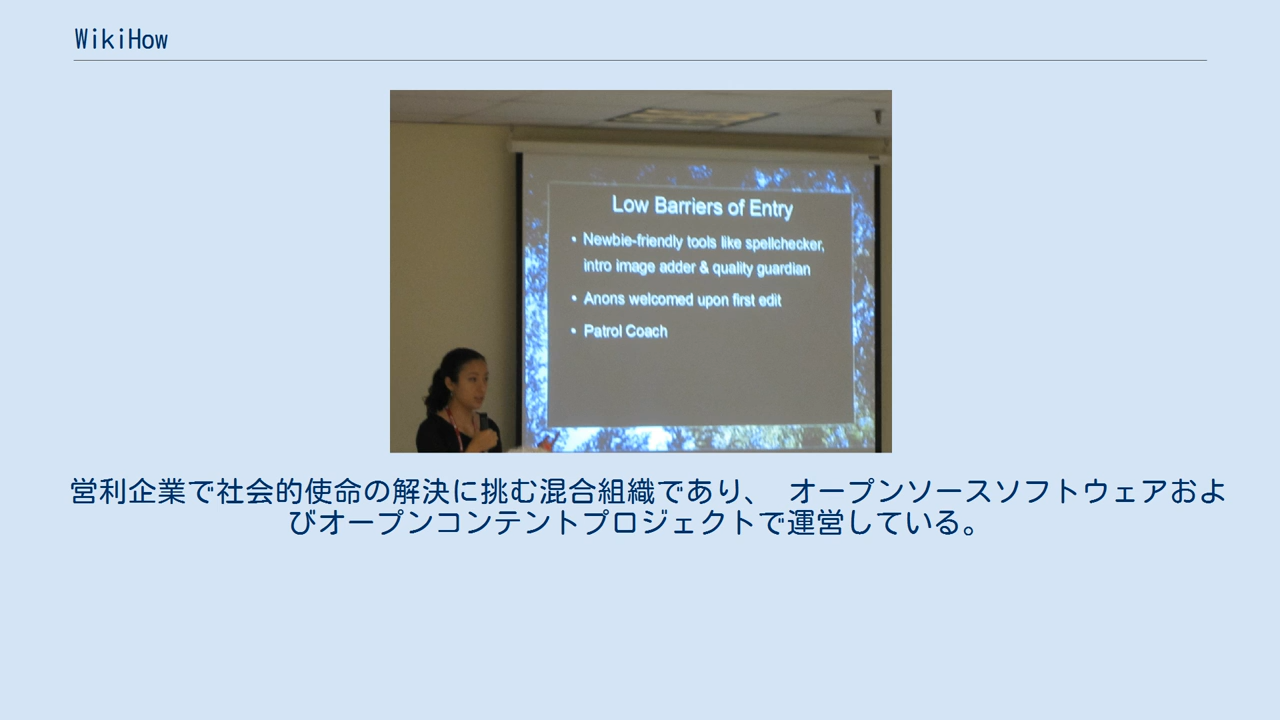 WikiHow
Low Barriers of Entry
• Newbie-friendly tools like spellchecker,
intro image adder & quality guardian
• Anons welcomed upon first edit
• Patrol Coach
営利企業で社会的使命の解決に挑む混合組織であり、 オープンソースソフトウェアおよ
びオープンコンテントプロジェクトで運営している。